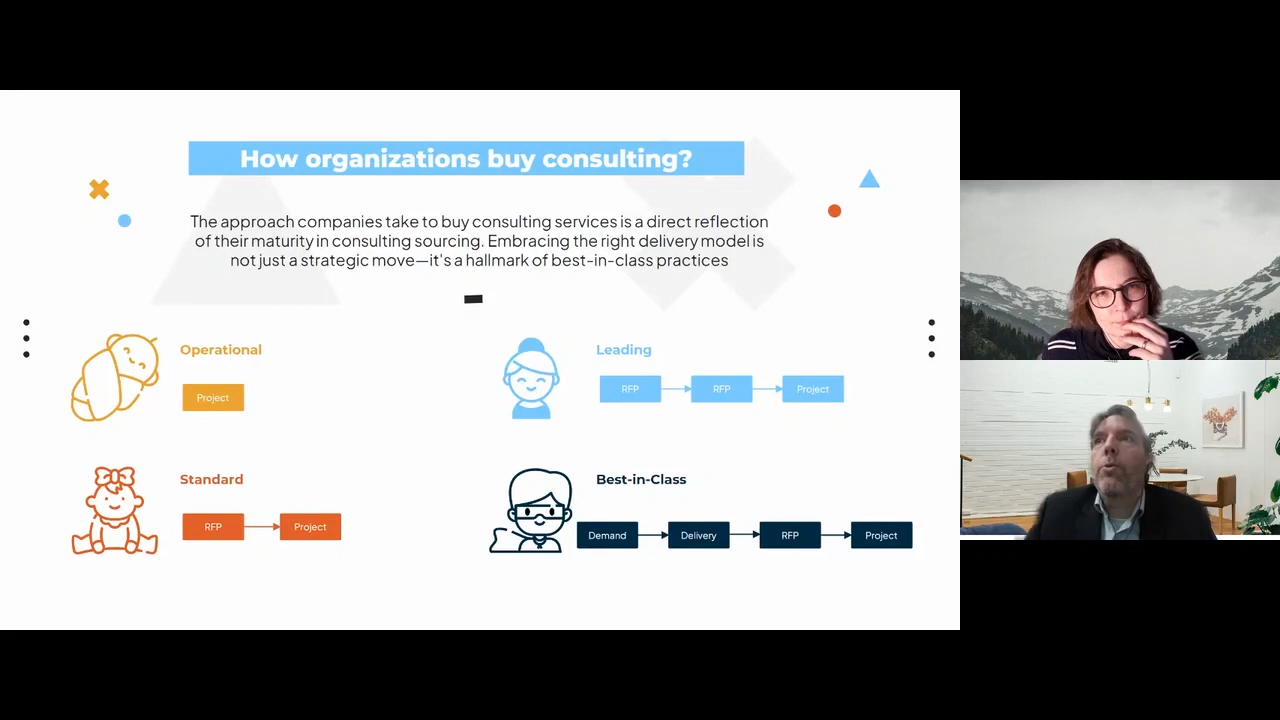 How organizations buy consulting?
The approach companies take to buy consulting services is a direct reflection
of their maturity in consulting sourcing. Embracing the right delivery model is
not just a strategic move—it's a hallmark of best-in-class practices
Operational
Project
Leading
RFP
RFP
Project
Standard
RFP
Project
Best-in-Class
Demand
Delivery
RFP
Project